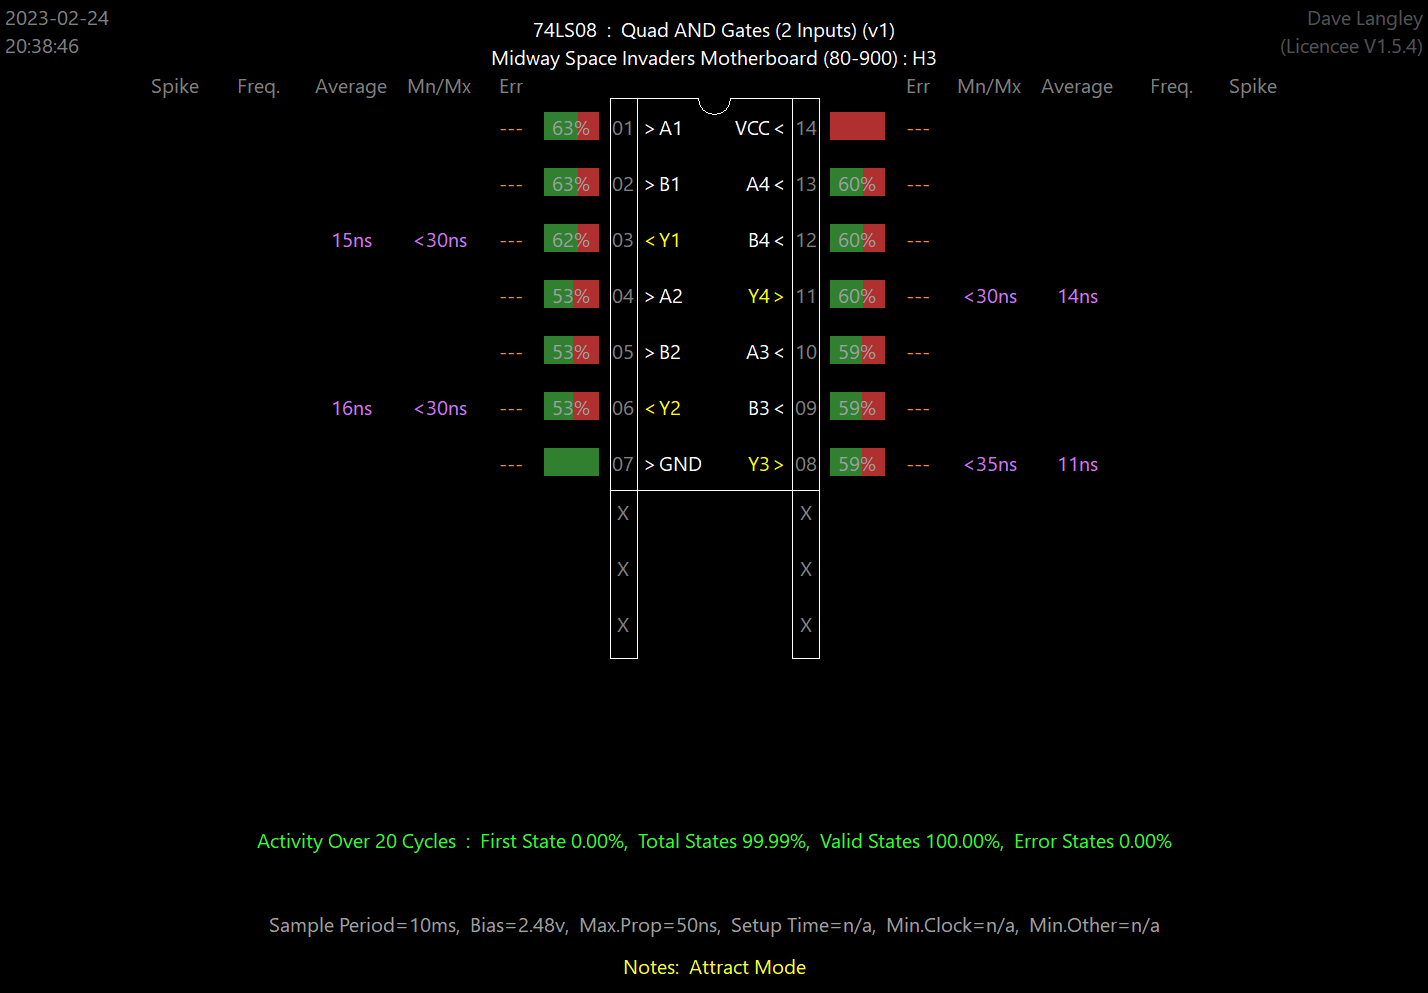 2023-02-24
20:38:46
74LS08 : Quad AND Gates (2 Inputs) (v1)
Midway Space Invaders Motherboard (80-900) : H3
Dave Langley
(Licencee V1.5.4)
Spike Freq. Average Mn/Mx Err Err Mn/Mx Average Freq. Spike
--- 63% 01 >A1 VCC< 14 ---
--- 63% 02 >B1 A4< 13 60% ---
15ns <30ns --- 62% 03 <Y1 B4< 12 60% ---
--- 53% 04 >A2 Y4> 11 60% --- <30ns 14ns
--- 53% 05 >B2 A3< 10 59% ---
16ns <30ns --- 53% 06 <Y2 B3< 09 59% ---
--- 07 >GND Y3> 08 59% --- <35ns 11ns
X X
X X
X X
Activity Over 20 Cycles : First State 0.00%, Total States 99.99%, Valid States 100.00%, Error States 0.00%
Sample Period=10ms, Bias=2.48v, Max.Prop=50ns, Setup Time=n/a, Min.Clock=n/a, Min.Other=n/a
Notes: Attract Mode